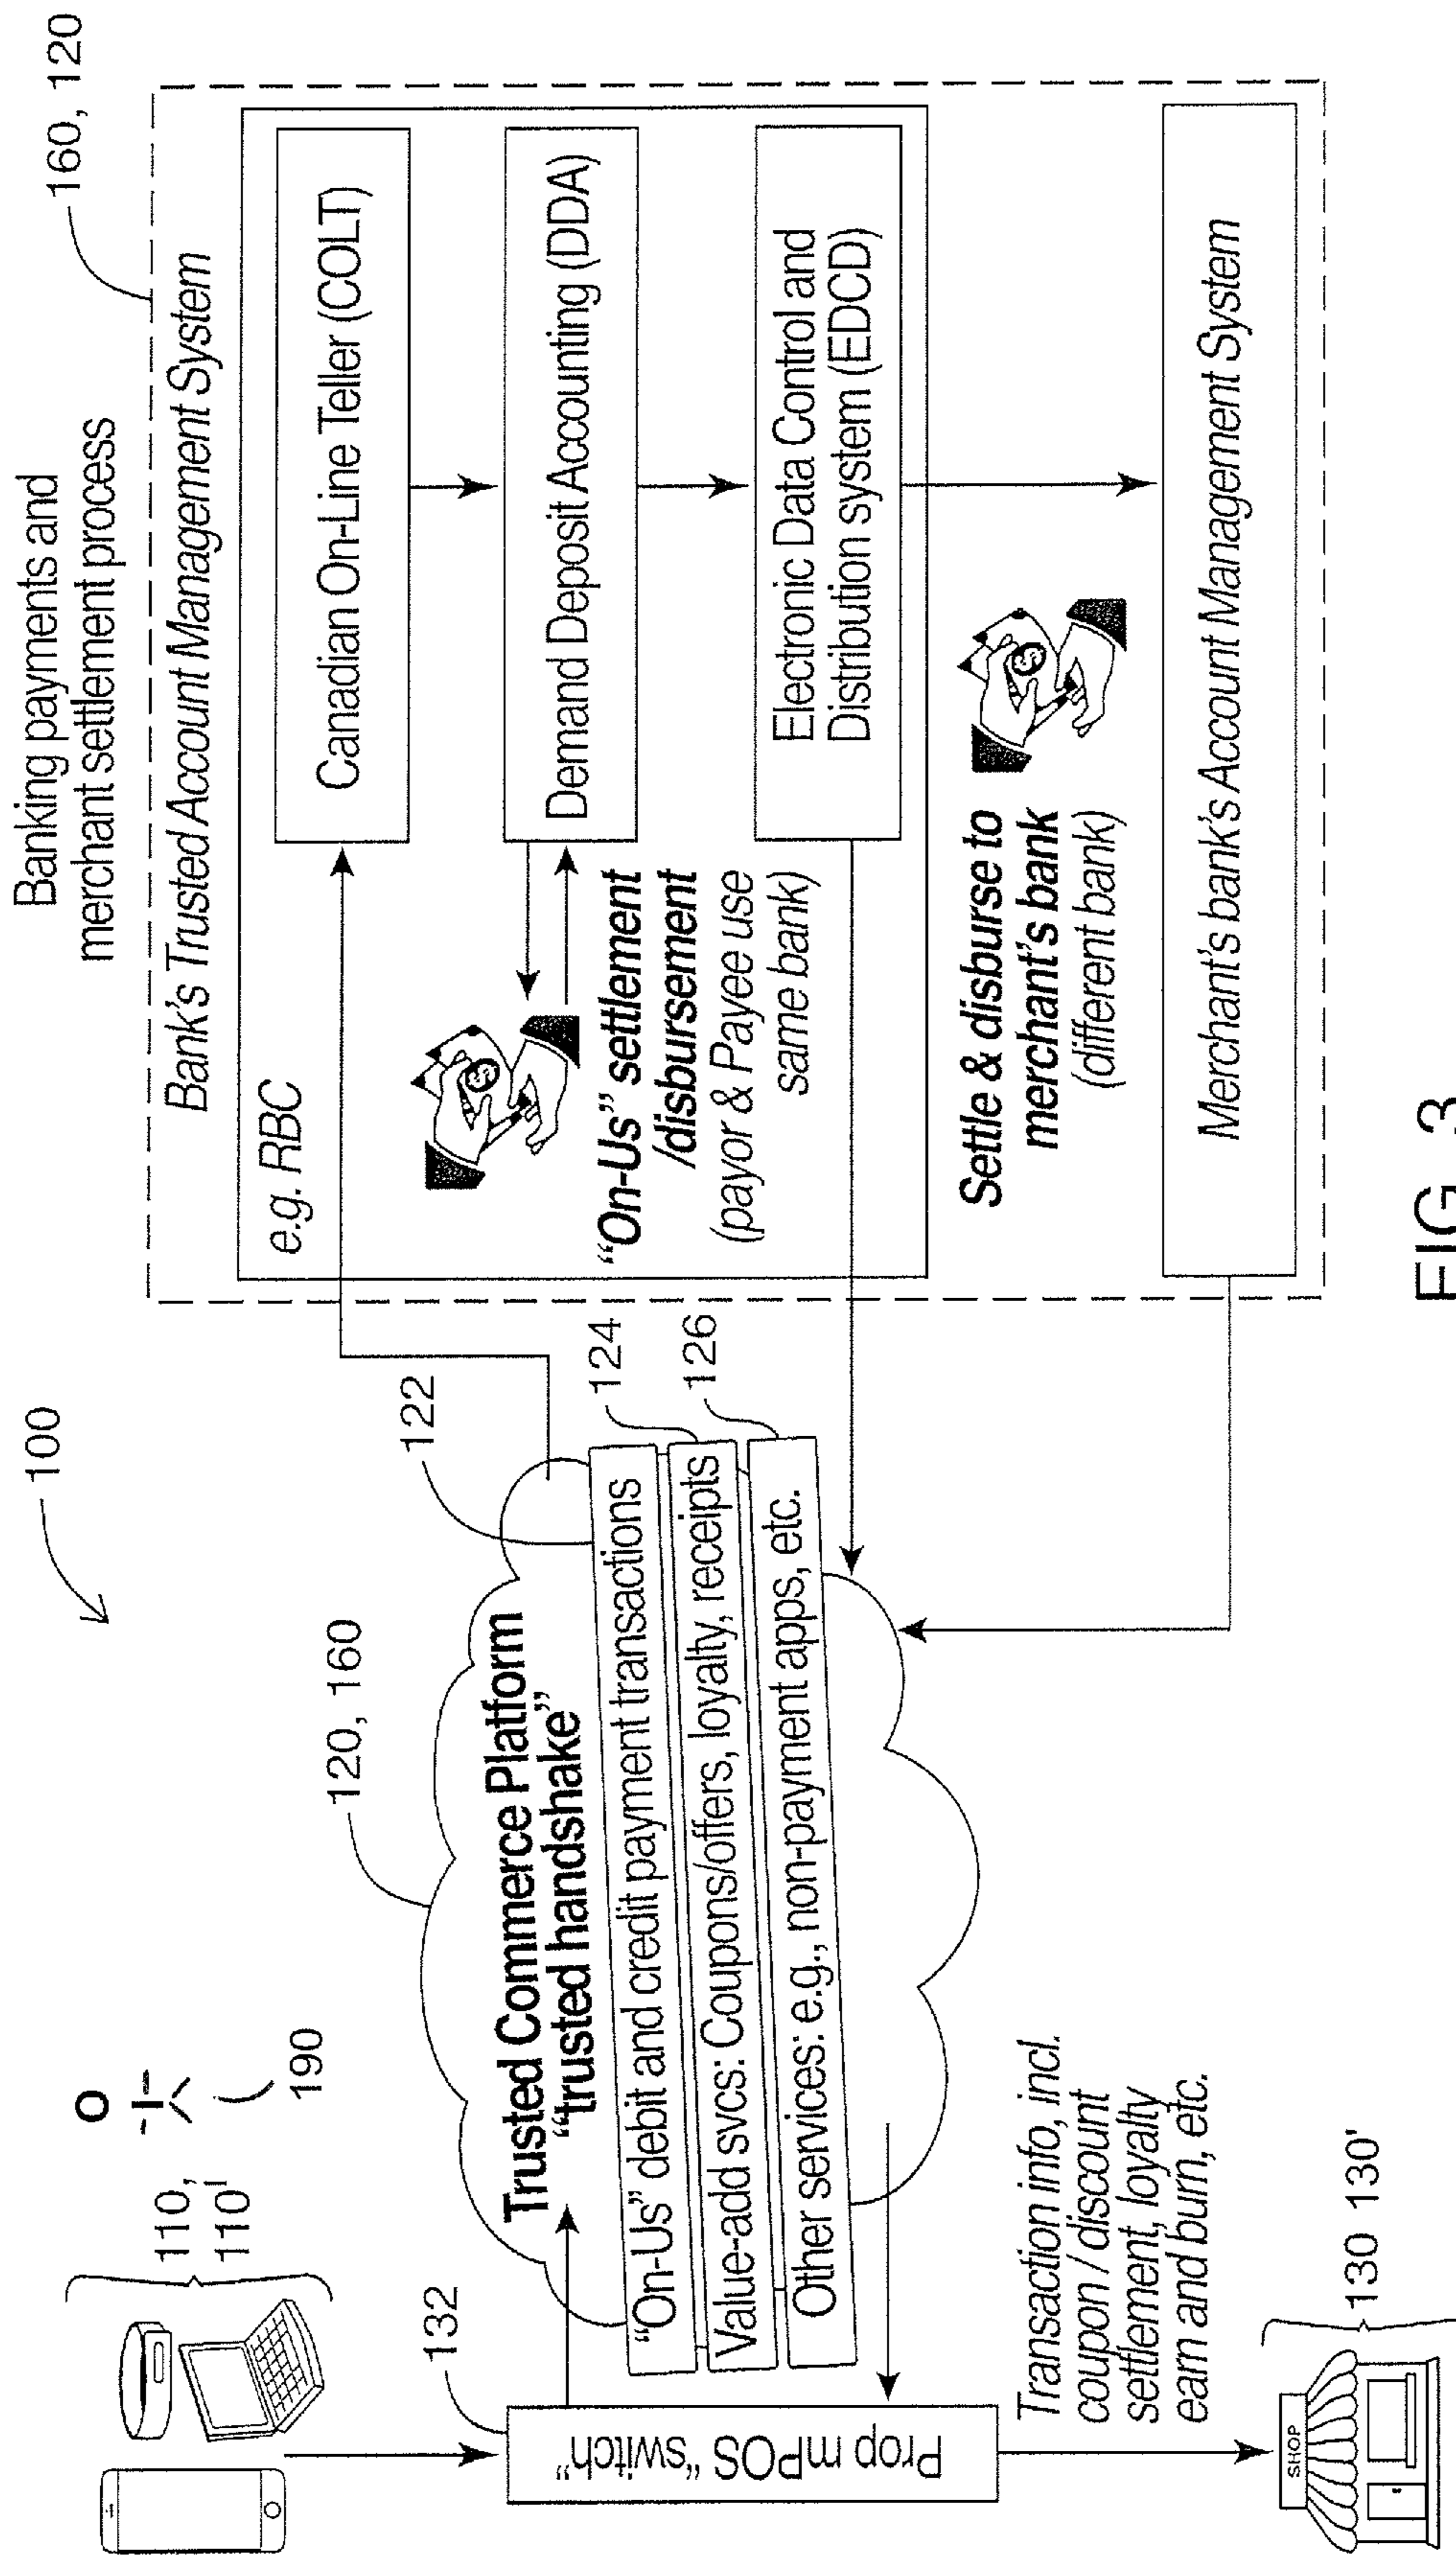 100
Banking payments and
merchant settlement process
160, 120
Bank's Trusted Account Management System
e.g. RBC
Canadian On-Line Teller (COLT)
Demand Deposit Accounting (DDA)
"On-Us" settlement
/disbursement
(payor & Payee use
same bank)
Electronic Data Control and
Distribution system (EDCD)
Settle & disburse to
merchant's bank
(different bank)
Merchant's bank's Account Management System
110,
110'
190
120, 160
122
124
126
132
Trusted Commerce Platform
"trusted handshake"
"On-Us" debit and credit payment transactions
Value-add svcs: Coupons/offers, loyalty, receipts
Other services: e.g., non-payment apps, etc.
Prop mPOS "switch"
Transaction info, incl.
coupon / discount
settlement, loyalty
earn and burn, etc.
SHOP
130 130'
FIG. 3